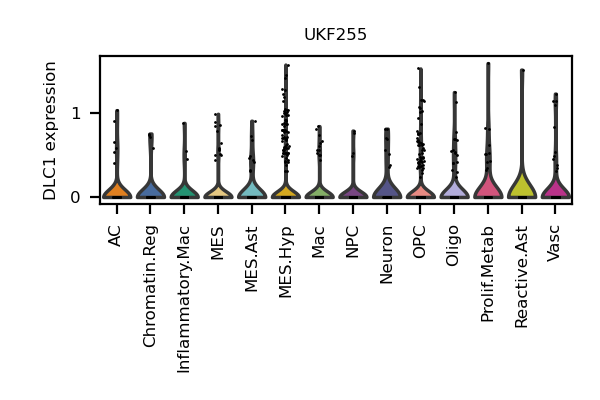 UKF255
DLC1 expression
1
0
AC
Chromatin.Reg
Inflammatory.Mac
MES
MES.Ast
MES.Hyp
Mac
NPC
Neuron
OPC
Oligo
Prolif.Metab
Reactive.Ast
Vasc